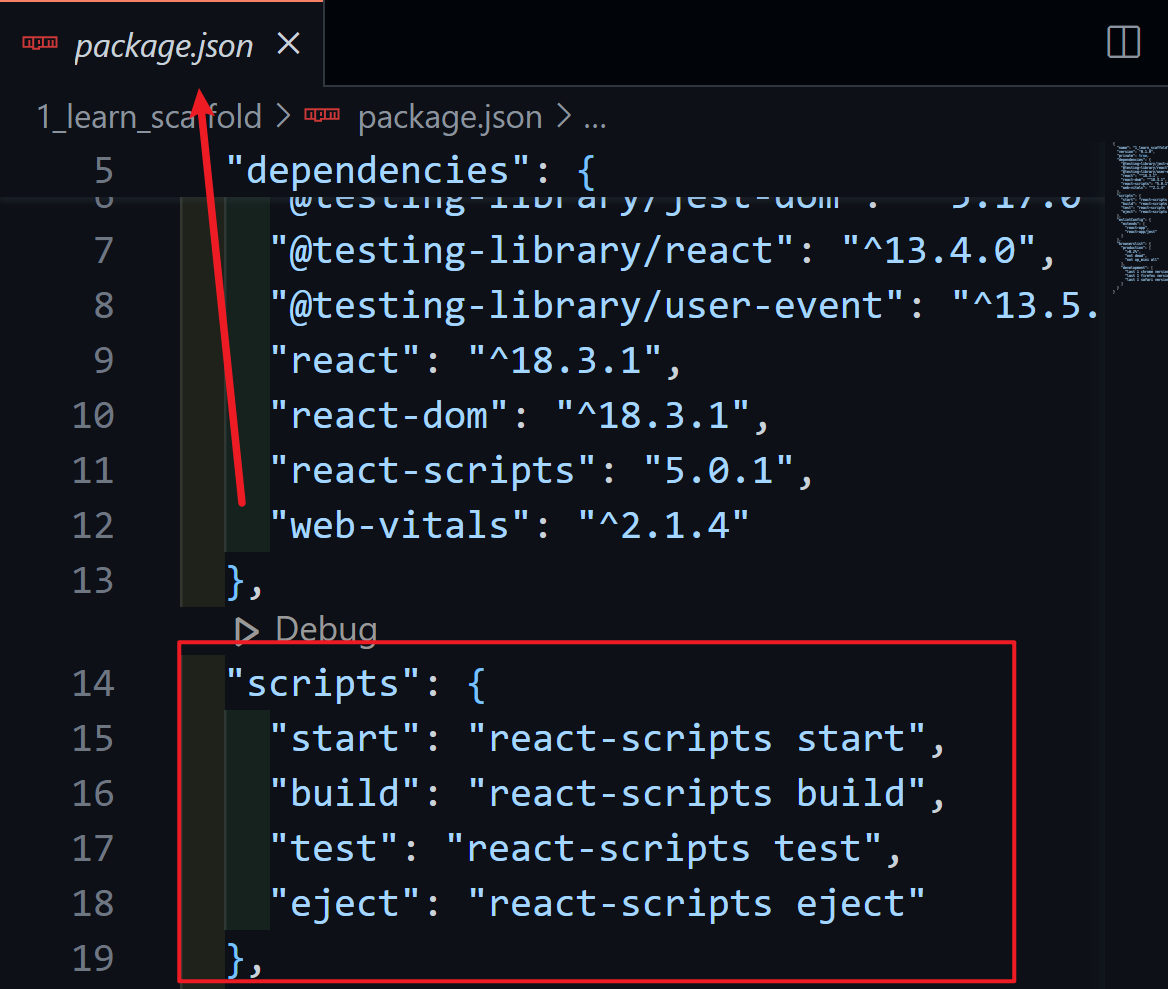 package.json
1_learn_scaffold > package.json > ...
5 "dependencies": {
6 "@testing-library/jest-dom": "^5.17.0"
7 "@testing-library/react": "^13.4.0",
8 "@testing-library/user-event": "^13.5.
9 "react": "^18.3.1",
10 "react-dom": "^18.3.1",
11 "react-scripts": "5.0.1",
12 "web-vitals": "^2.1.4"
13 },
Debug
14 "scripts": {
15 "start": "react-scripts start",
16 "build": "react-scripts build",
17 "test": "react-scripts test",
18 "eject": "react-scripts eject"
19 },